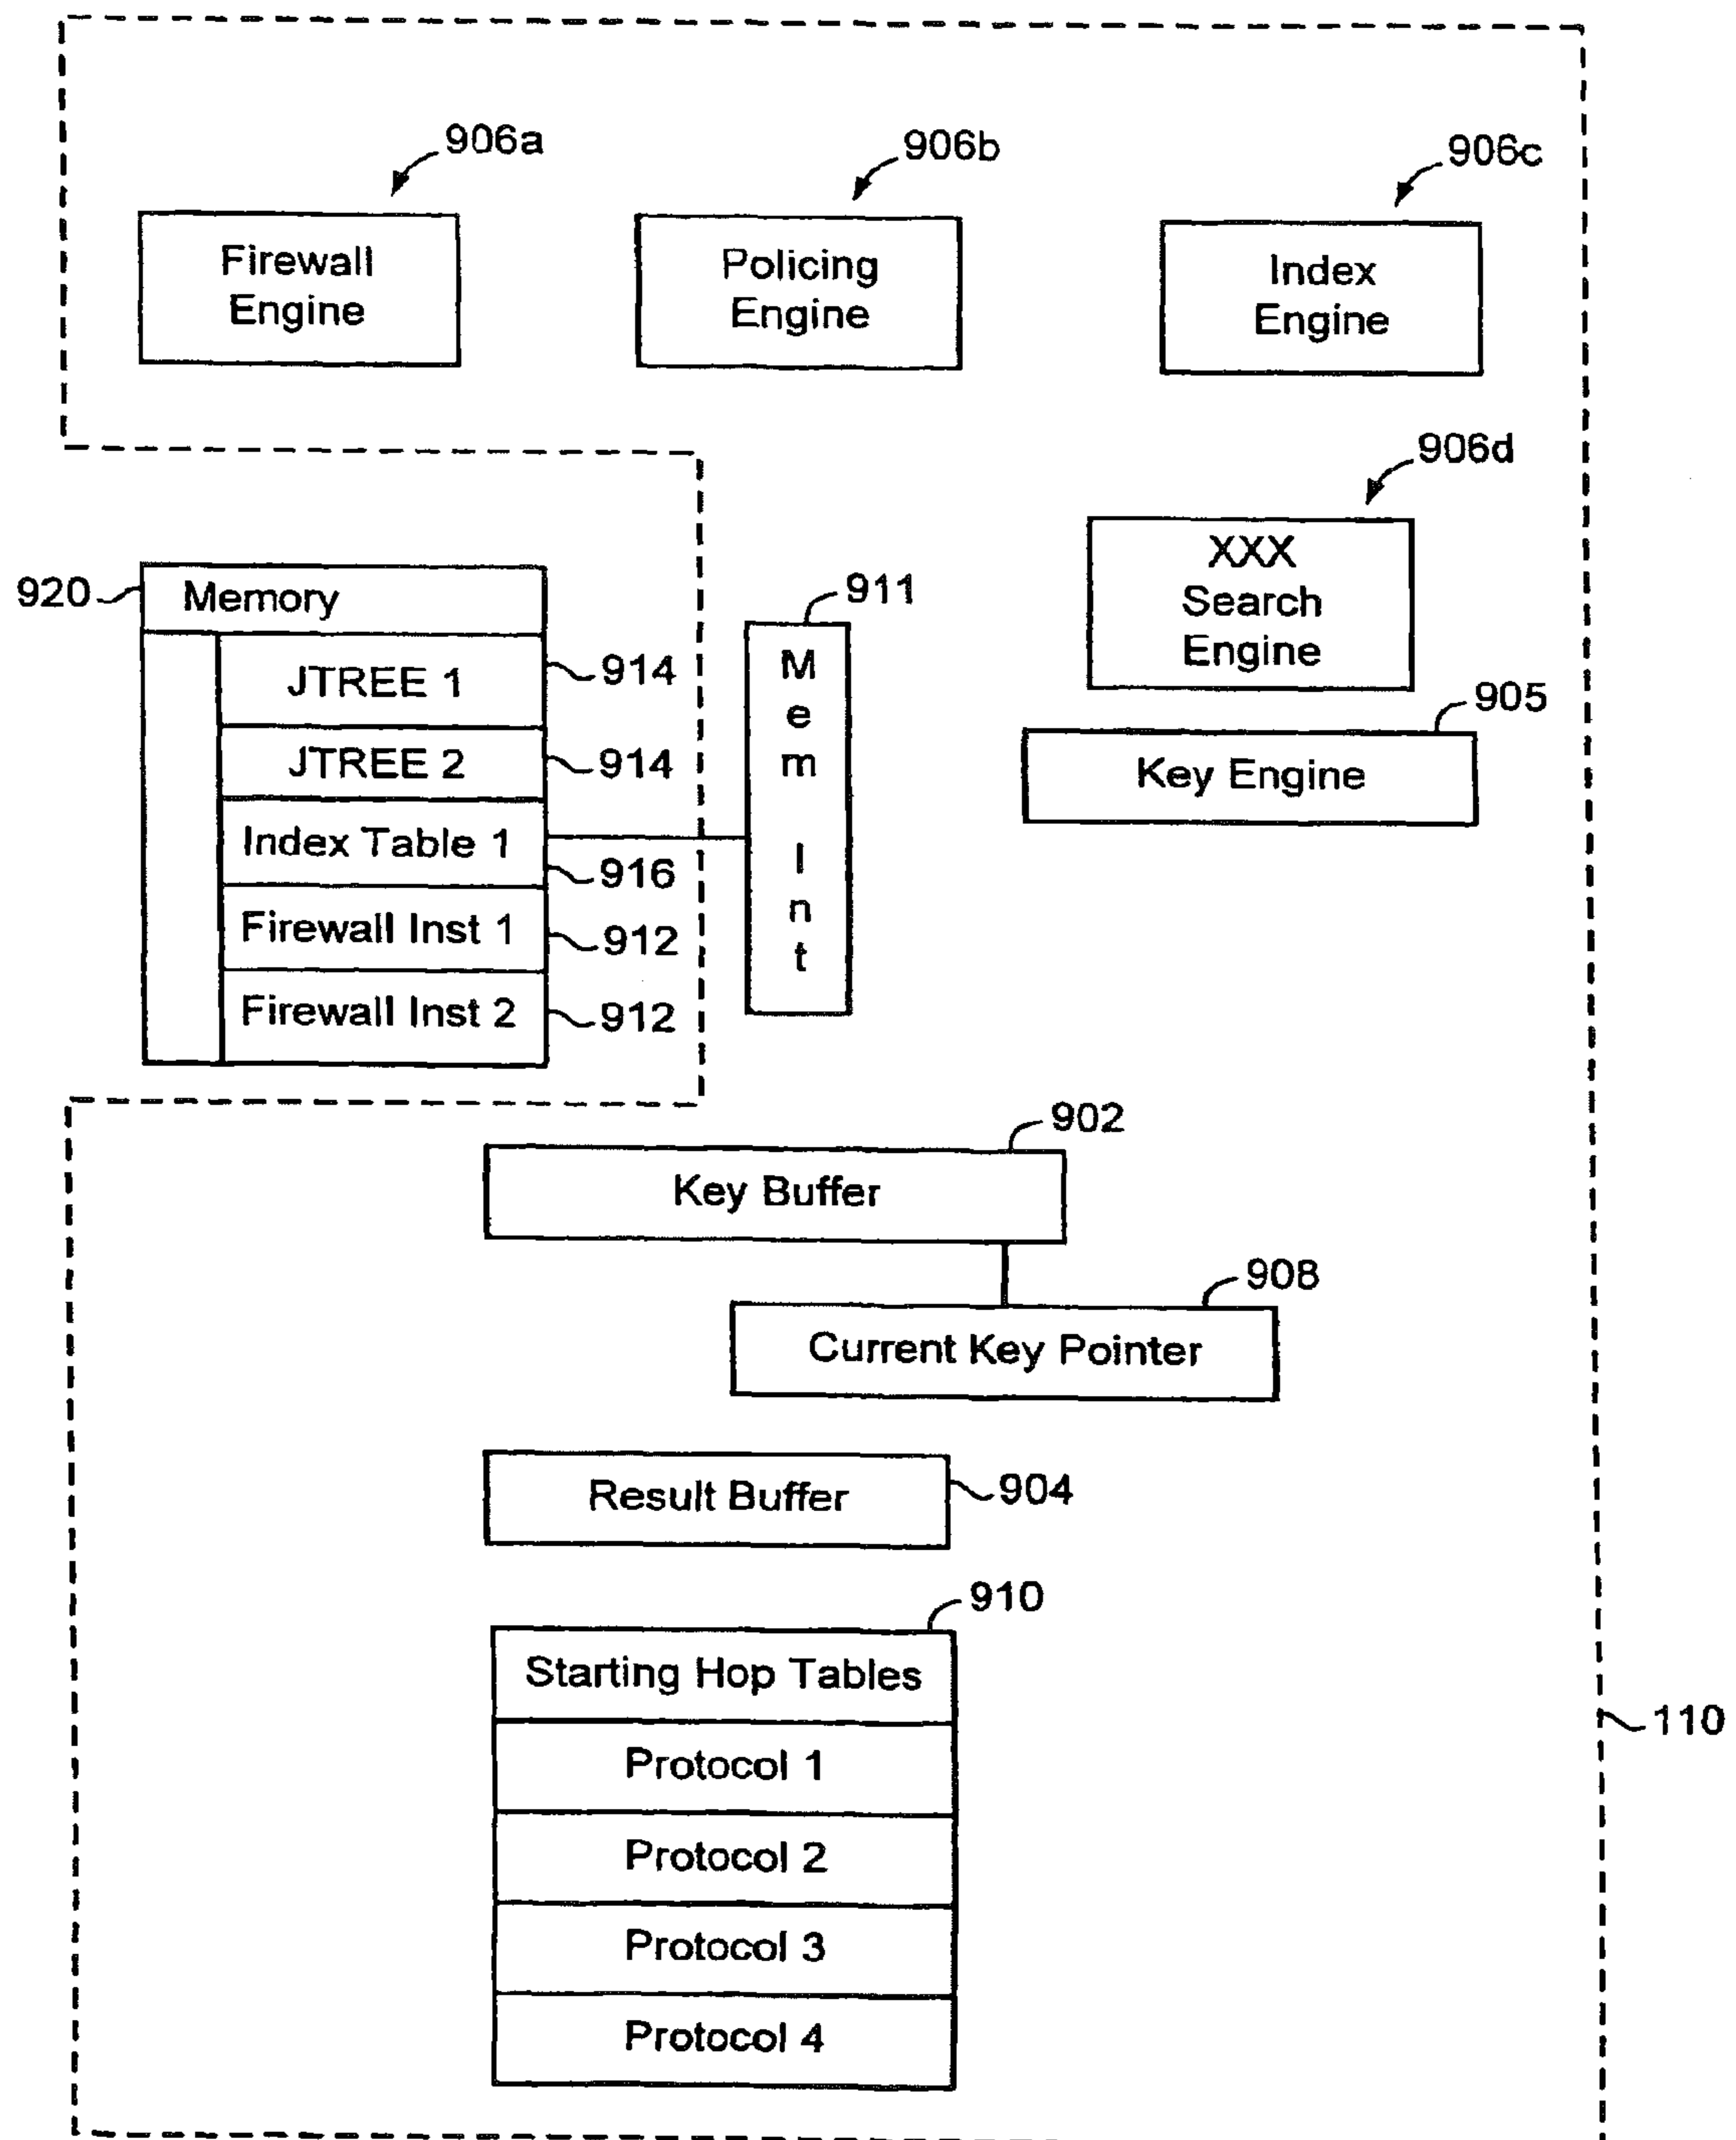 906a
906b
906c
Firewall
Engine
Policing
Engine
Index
Engine
906d
XXX
Search
Engine
920
Memory
JTREE 1
914
JTREE 2
914
Index Table 1
916
Firewall Inst 1
912
Firewall Inst 2
912
911
Mem Int
905
Key Engine
902
Key Buffer
908
Current Key Pointer
Result Buffer
904
910
Starting Hop Tables
Protocol 1
Protocol 2
Protocol 3
Protocol 4
110